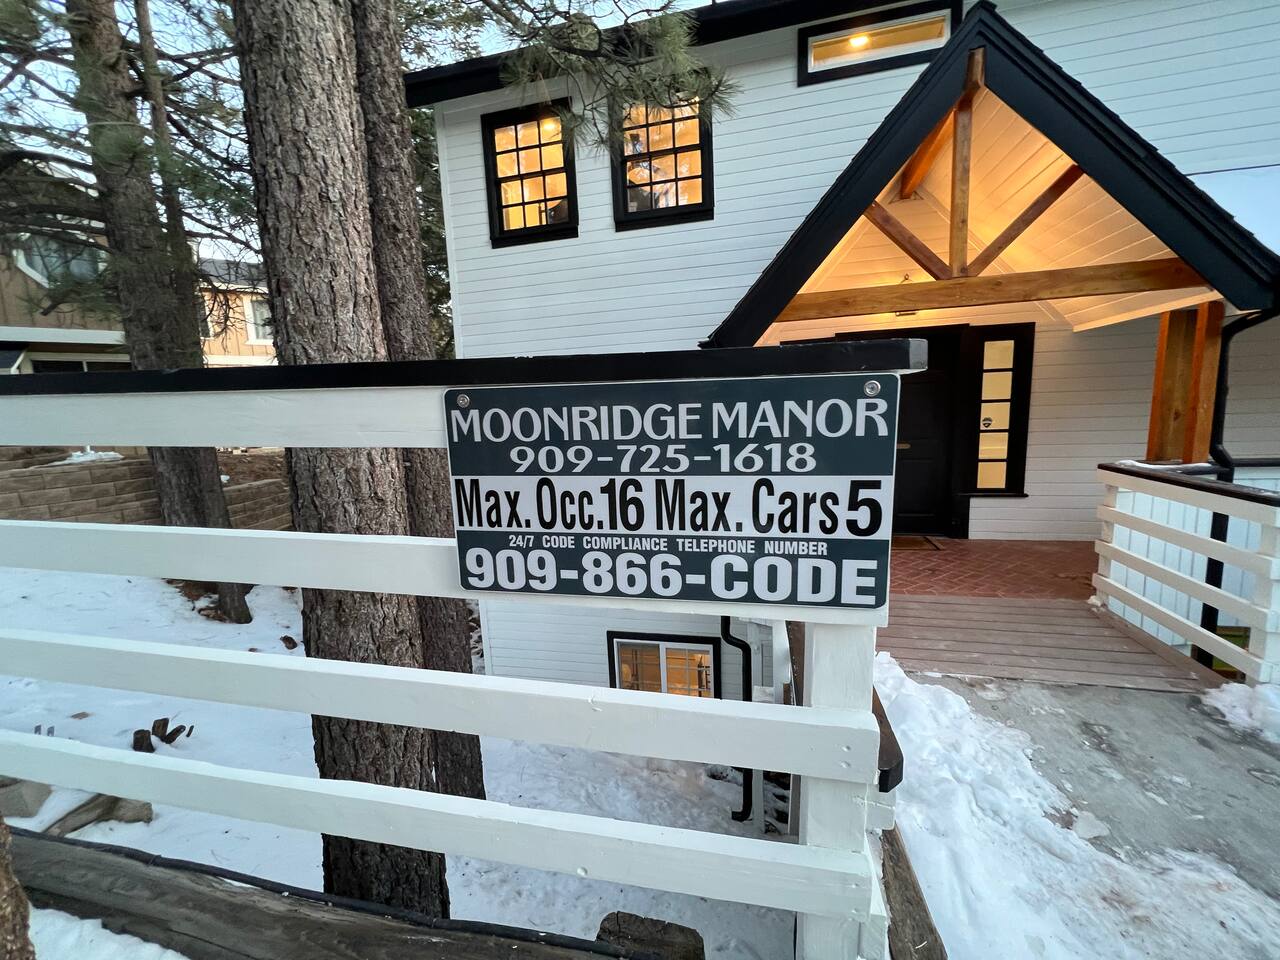 MOONRIDGE MANOR
909-725-1618
Max. Occ.16 Max. Cars 5
24/7 CODE COMPLIANCE TELEPHONE NUMBER
909-866-CODE